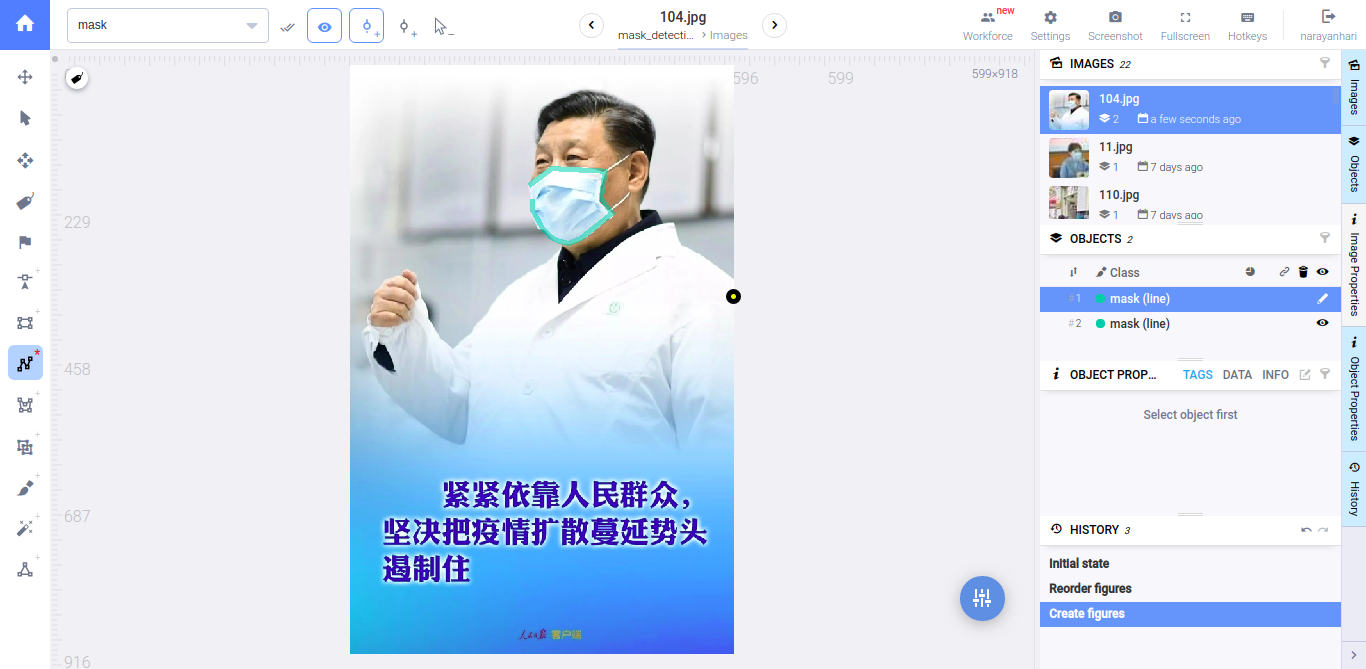 mask
104.jpg
mask_detecti... > Images
new
Workforce
Settings
Screenshot
Fullscreen
Hotkeys
narayanhari
596
599
599×918
229
458
687
916
紧紧依靠人民群众，
坚决把疫情扩散蔓延势头
遏制住
人民日报 客户端
IMAGES 22
104.jpg
2 a few seconds ago
11.jpg
1 7 days ago
110.jpg
1 7 days ago
OBJECTS 2
Class
#1 mask (line)
#2 mask (line)
OBJECT PROP... TAGS DATA INFO
Select object first
HISTORY 3
Initial state
Reorder figures
Create figures
Images
Objects
Image Properties
Object Properties
History